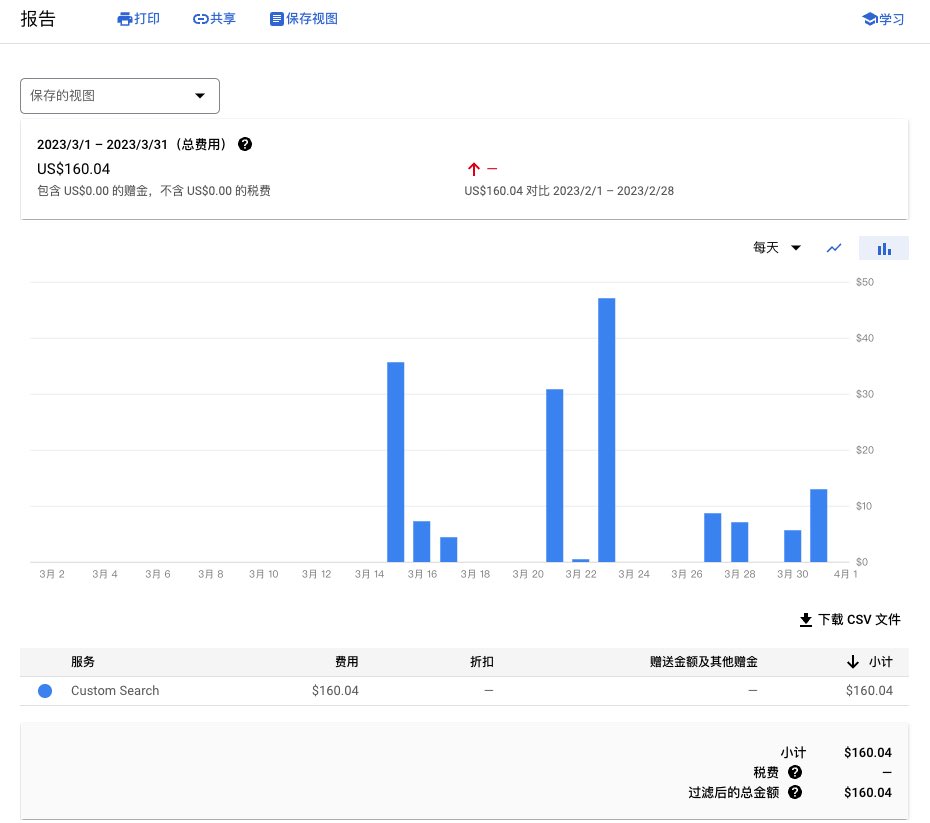 报告 打印 共享 保存视图 学习
保存的视图
2023/3/1 – 2023/3/31（总费用）
US$160.04
包含 US$0.00 的赠金，不含 US$0.00 的税费
—
US$160.04 对比 2023/2/1 – 2023/2/28
每天
$50
$40
$30
$20
$10
$0
3月 2 3月 4 3月 6 3月 8 3月 10 3月 12 3月 14 3月 16 3月 18 3月 20 3月 22 3月 24 3月 26 3月 28 3月 30 4月 1
下载 CSV 文件
服务 费用 折扣 赠送金额及其他赠金 小计
Custom Search $160.04 — — $160.04
小计 $160.04
税费 —
过滤后的总金额 $160.04